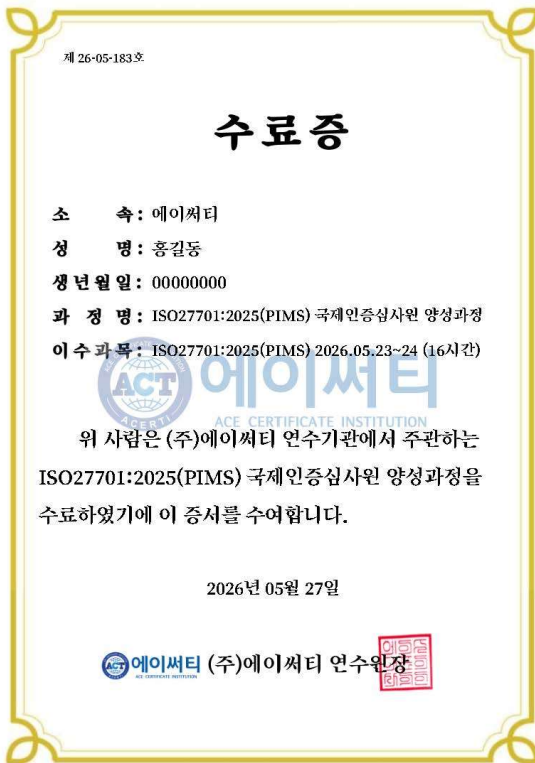 제 26-05-183호
수료증
소 속: 에이써티
성 명: 홍길동
생년월일: 00000000
과 정 명: ISO27701:2025(PIMS) 국제인증심사원 양성과정
이수과목: ISO27701:2025(PIMS) 2026.05.23~24 (16시간)
ACT 에이써티
ACERTI
ACE CERTIFICATE INSTITUTION
위 사람은 (주)에이써티 연수기관에서 주관하는
ISO27701:2025(PIMS) 국제인증심사원 양성과정을
수료하였기에 이 증서를 수여합니다.
2026년 05월 27일
ACT 에이써티 (주)에이써티 연수원장
ACE CERTIFICATE INSTITUTION